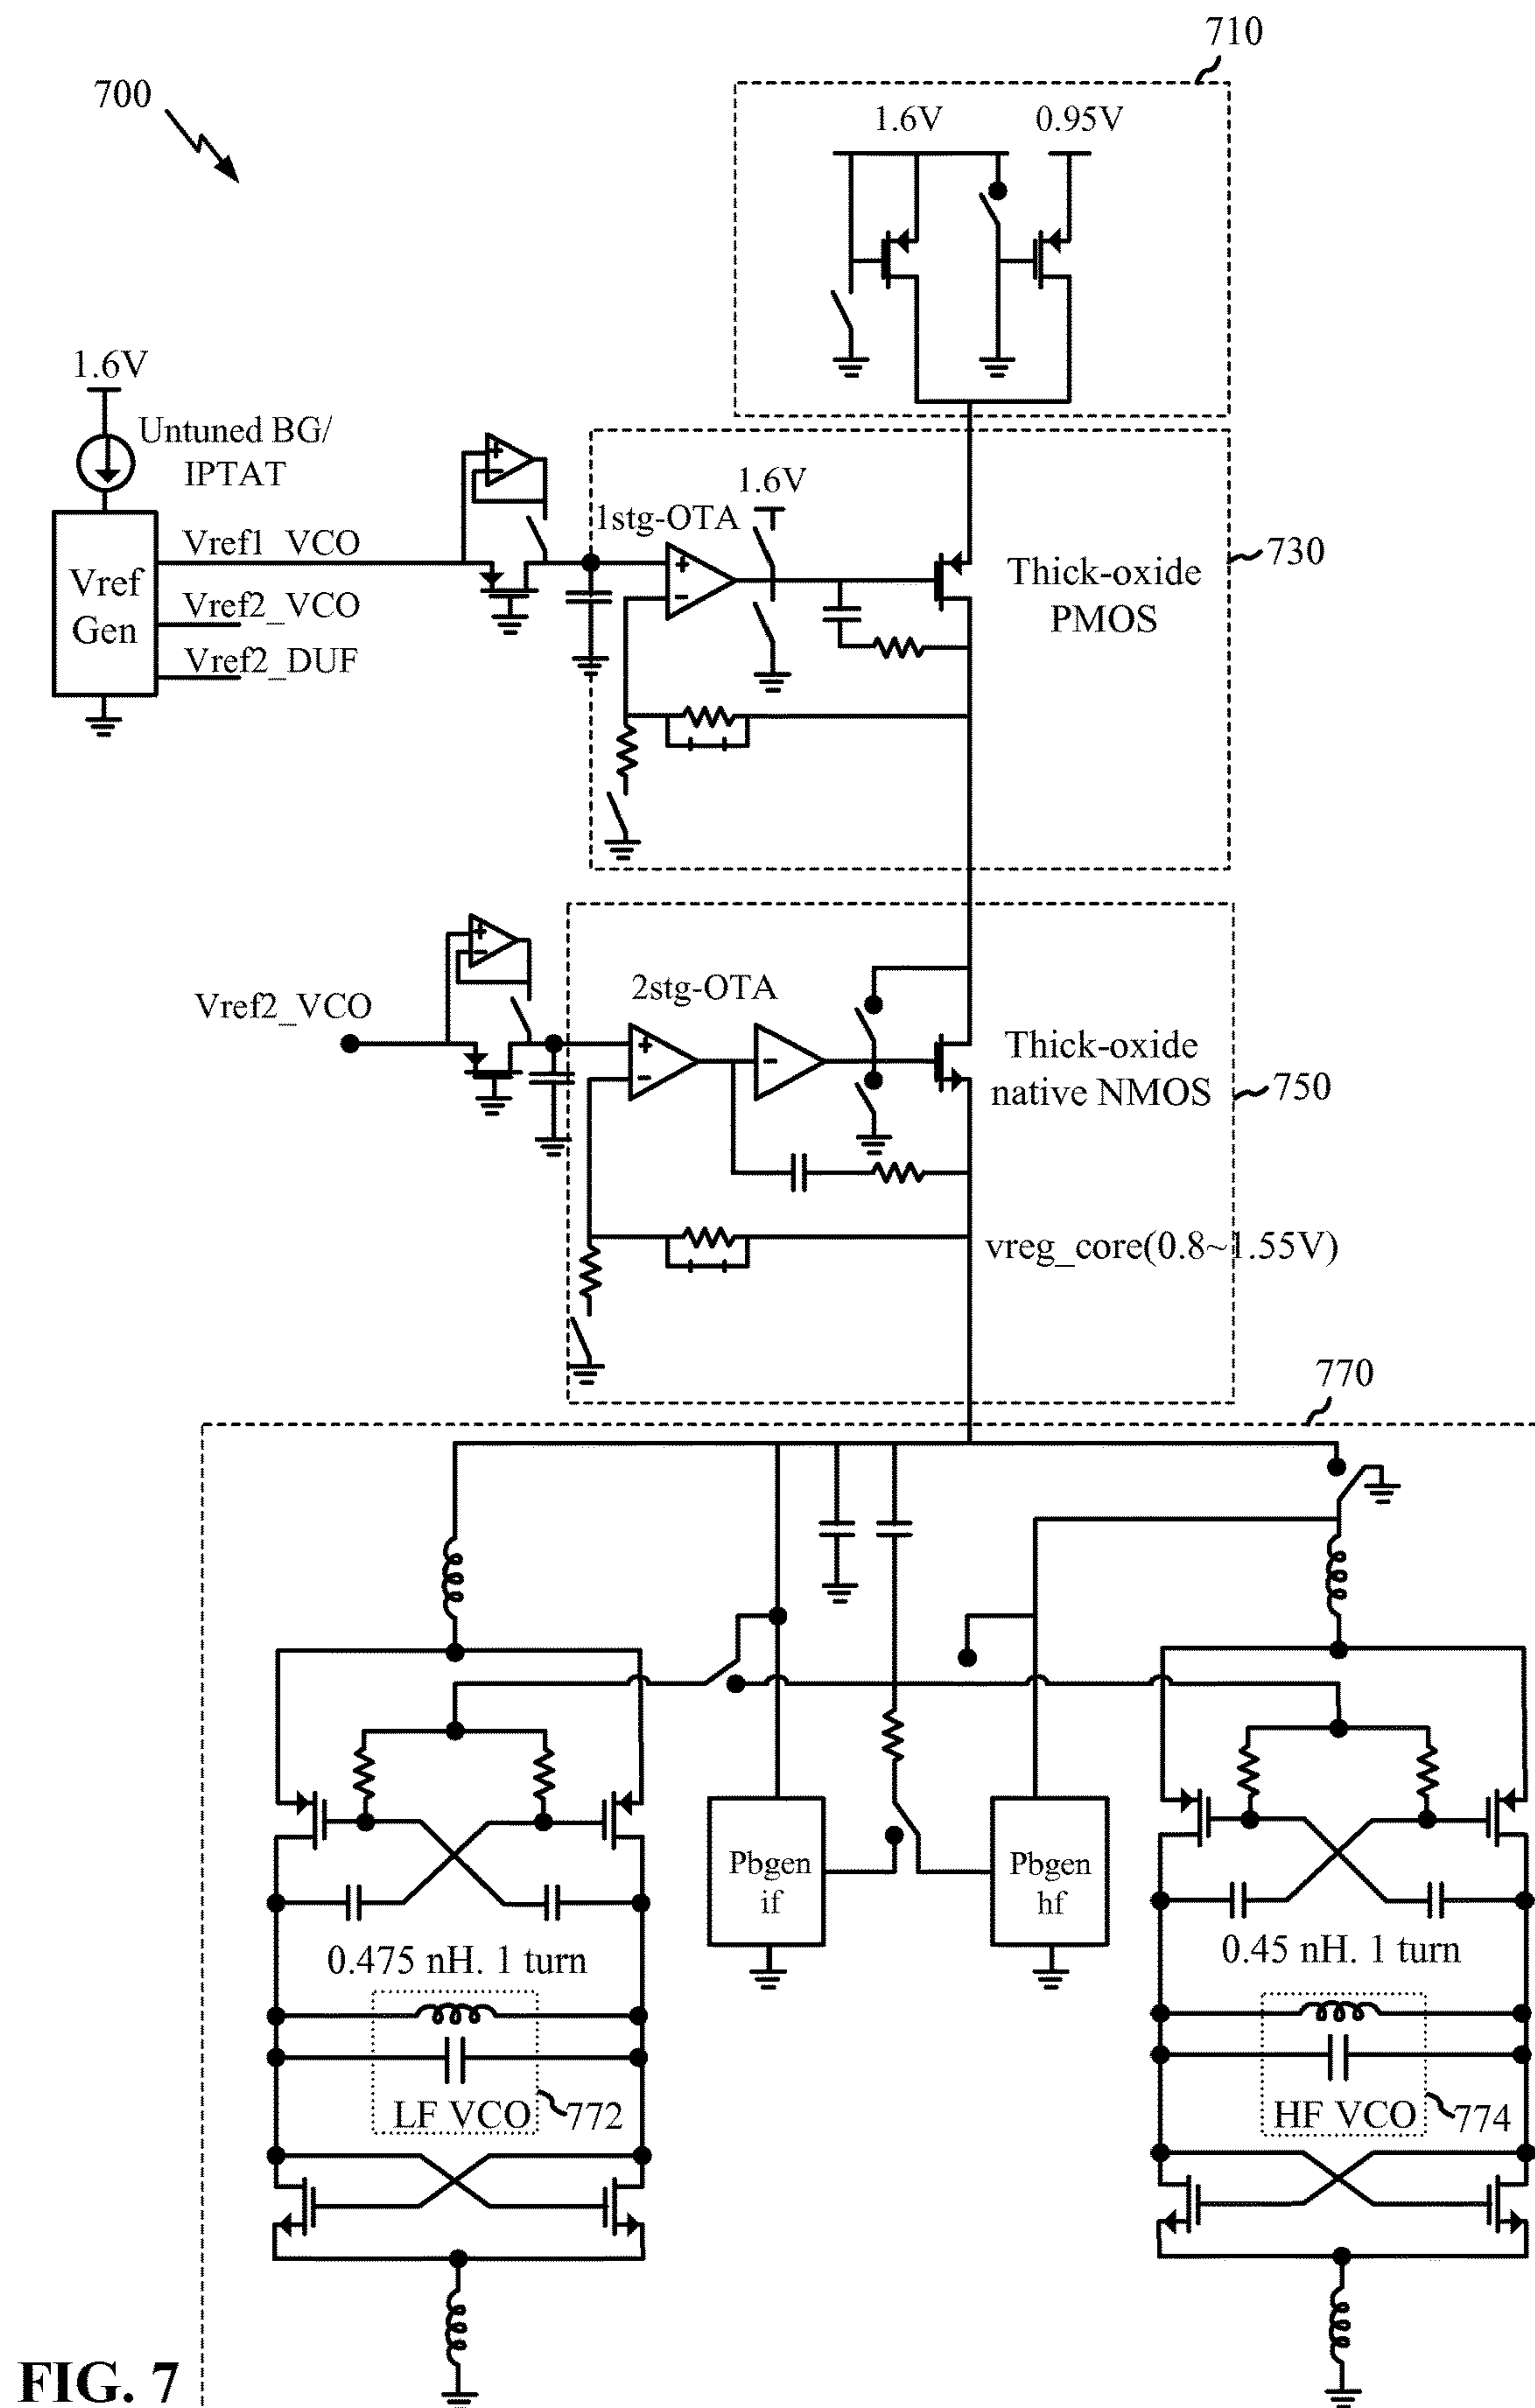 710
700
1.6V
0.95V
1.6V
Untuned BG/
IPTAT
1.6V
1stg-OTA
Vref1_VCO
730
Thick-oxide
PMOS
Vref
Gen
Vref2_VCO
Vref2_DUF
+
-
+
-
2stg-OTA
Vref2_VCO
+
-
+
-
-
Thick-oxide
native NMOS
750
vreg_core(0.8~1.55V)
770
Pbgen
if
Pbgen
hf
0.475 nH. 1 turn
0.45 nH. 1 turn
LF VCO
772
HF VCO
774
FIG. 7